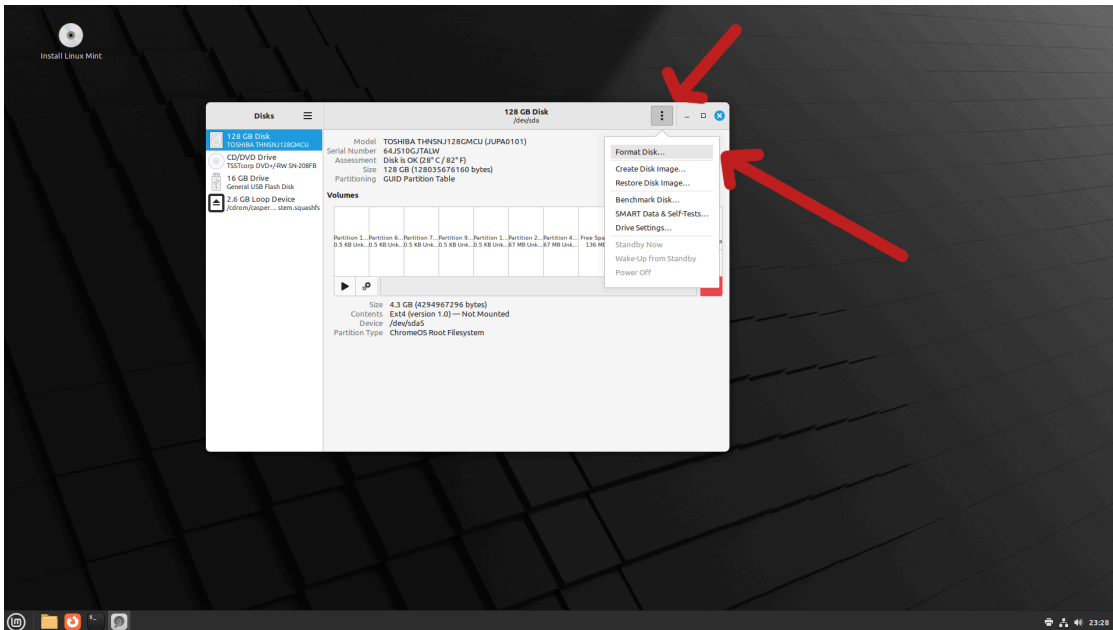 Install Linux Mint
Disks
128 GB Disk
/dev/sda
128 GB Disk
TOSHIBA THNSNJ128GMCU
CD/DVD Drive
TSSTcorp DVD+/-RW SN-208FB
16 GB Drive
General USB Flash Disk
2.6 GB Loop Device
/cdrom/casper... stem.squashfs
Model TOSHIBA THNSNJ128GMCU (JUPA0101)
Serial Number 64JS10GJTALW
Assessment Disk is OK (28° C / 82° F)
Size 128 GB (128035676160 bytes)
Partitioning GUID Partition Table
Volumes
Partition 1... Partition 6... Partition 7... Partition 9... Partition 1... Partition 2... Partition 4... Free Spa
0.5 KB Unk... 0.5 KB Unk... 0.5 KB Unk... 0.5 KB Unk... 0.5 KB Unk... 67 MB Unk... 67 MB Unk... 136 M
Size 4.3 GB (4294967296 bytes)
Contents Ext4 (version 1.0) — Not Mounted
Device /dev/sda5
Partition Type ChromeOS Root Filesystem
Format Disk...
Create Disk Image...
Restore Disk Image...
Benchmark Disk...
SMART Data & Self-Tests...
Drive Settings...
Standby Now
Wake-Up from Standby
Power Off
23:28